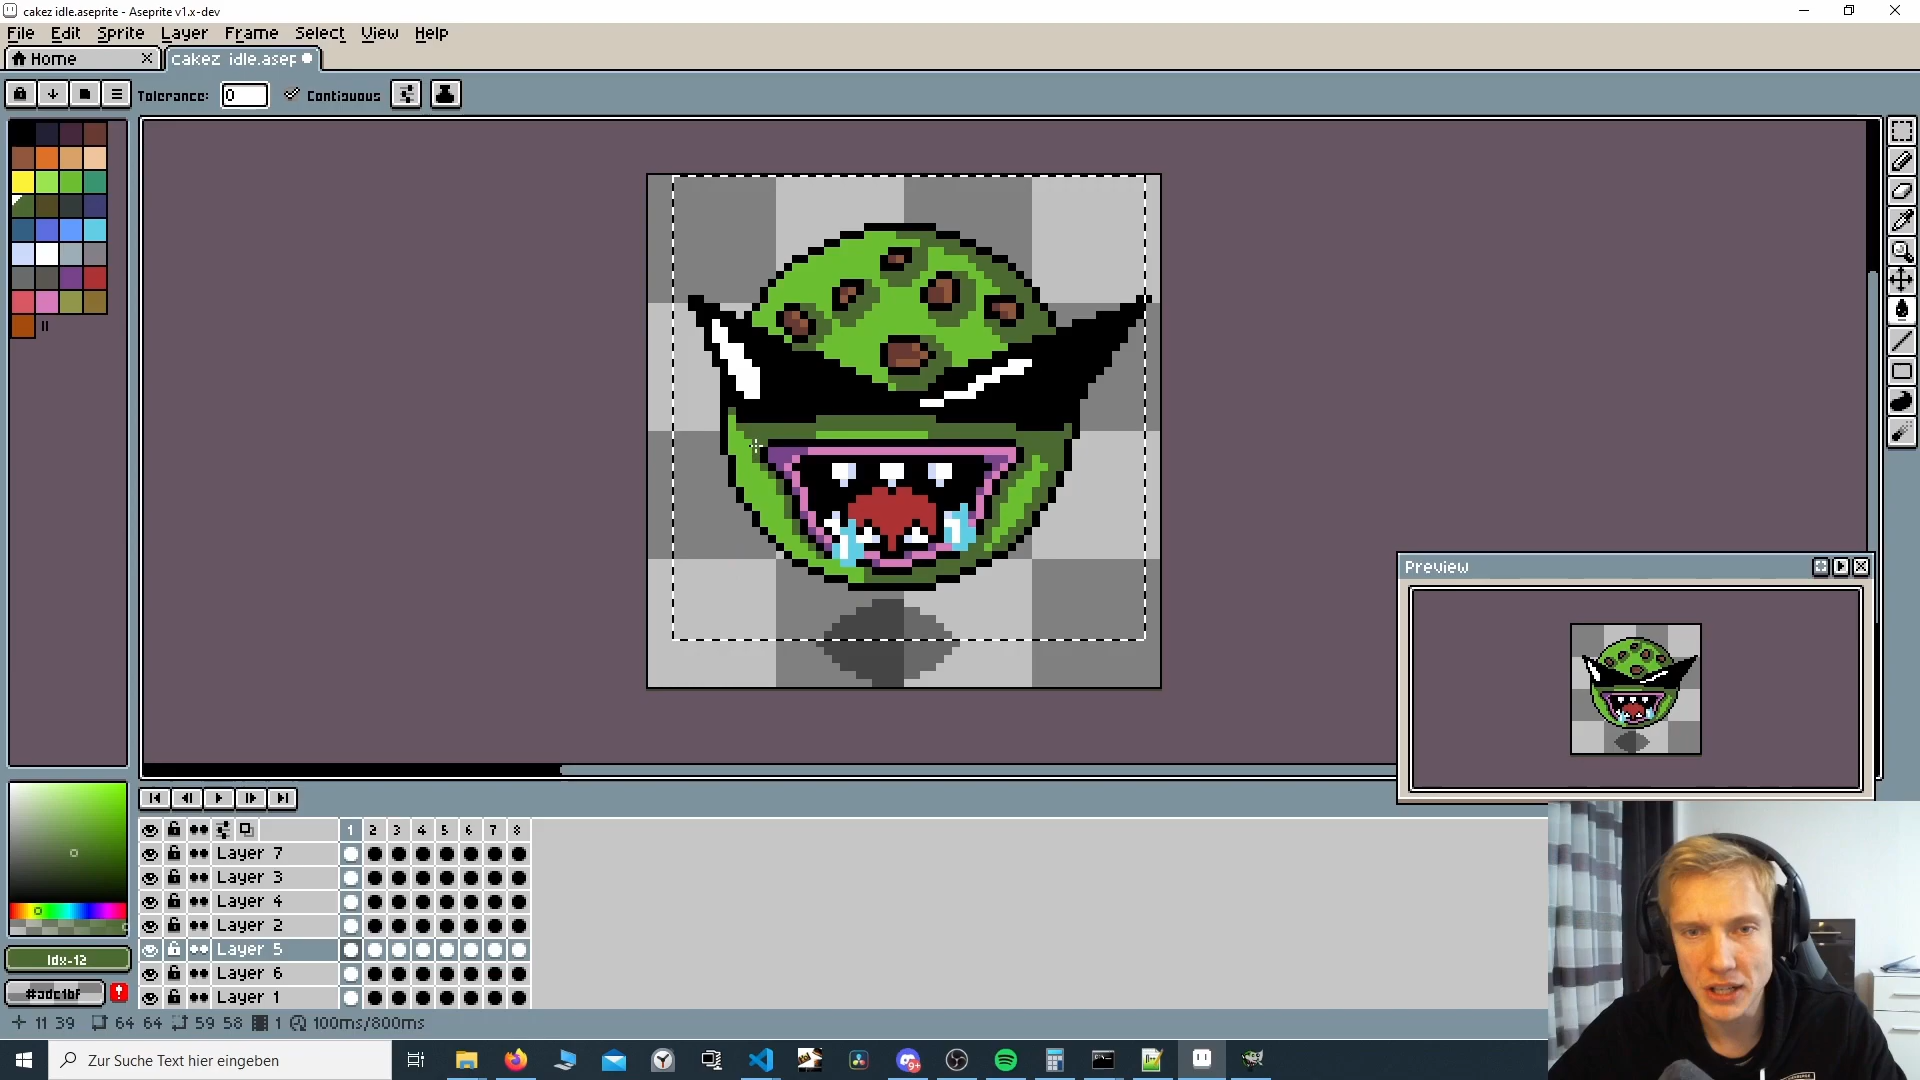 cakez idle.aseprite - Aseprite v1.x-dev
File Edit Sprite Layer Frame Select View Help
Home
cakez idle.asep
Tolerance: 0 Contiguous
Preview
1 2 3 4 5 6 7 8
Layer 7
Layer 3
Layer 4
Layer 2
Layer 5
Layer 6
Layer 1
Idx-12
#adc1bf
11 39 64 64 59 58 1 100ms/800ms
Zur Suche Text hier eingeben
9+